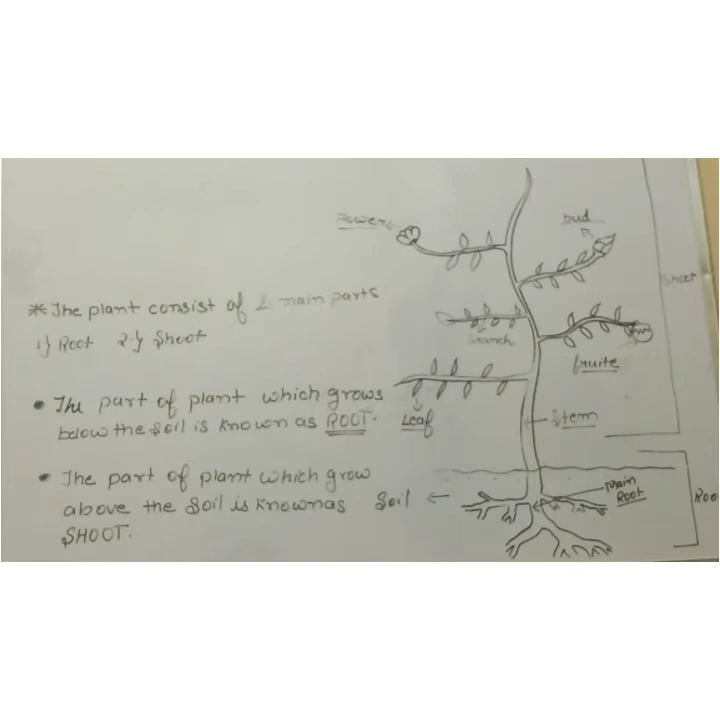 * The plant consist of 2 main parts
1} Root 2} Shoot
• The part of plant which grows
below the soil is known as ROOT.
• The part of plant which grow
above the Soil is knownas
SHOOT.
Flower
bud
Shoot
branch
fruite
Leaf
Stem
Soil
main
ROOT
Roo